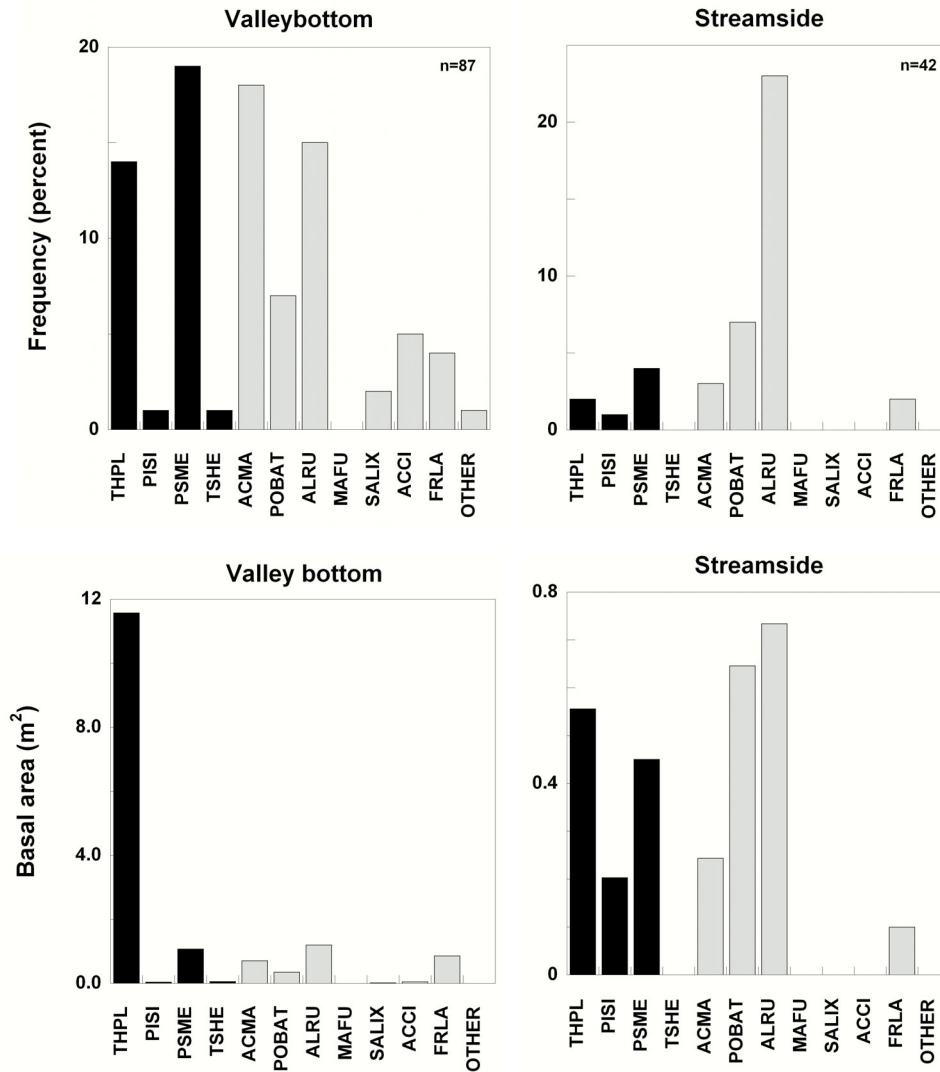 Valleybottom
20
n=87
10
0
Frequency (percent)
THPL
PISI
PSME
TSHE
ACMA
POBAT
ALRU
MAFU
SALIX
ACCI
FRLA
OTHER
Streamside
n=42
20
10
0
THPL
PISI
PSME
TSHE
ACMA
POBAT
ALRU
MAFU
SALIX
ACCI
FRLA
OTHER
Valley bottom
12
8.0
4.0
0.0
Basal area (m²)
THPL
PISI
PSME
TSHE
ACMA
POBAT
ALRU
MAFU
SALIX
ACCI
FRLA
OTHER
Streamside
0.8
0.4
0
THPL
PISI
PSME
TSHE
ACMA
POBAT
ALRU
MAFU
SALIX
ACCI
FRLA
OTHER